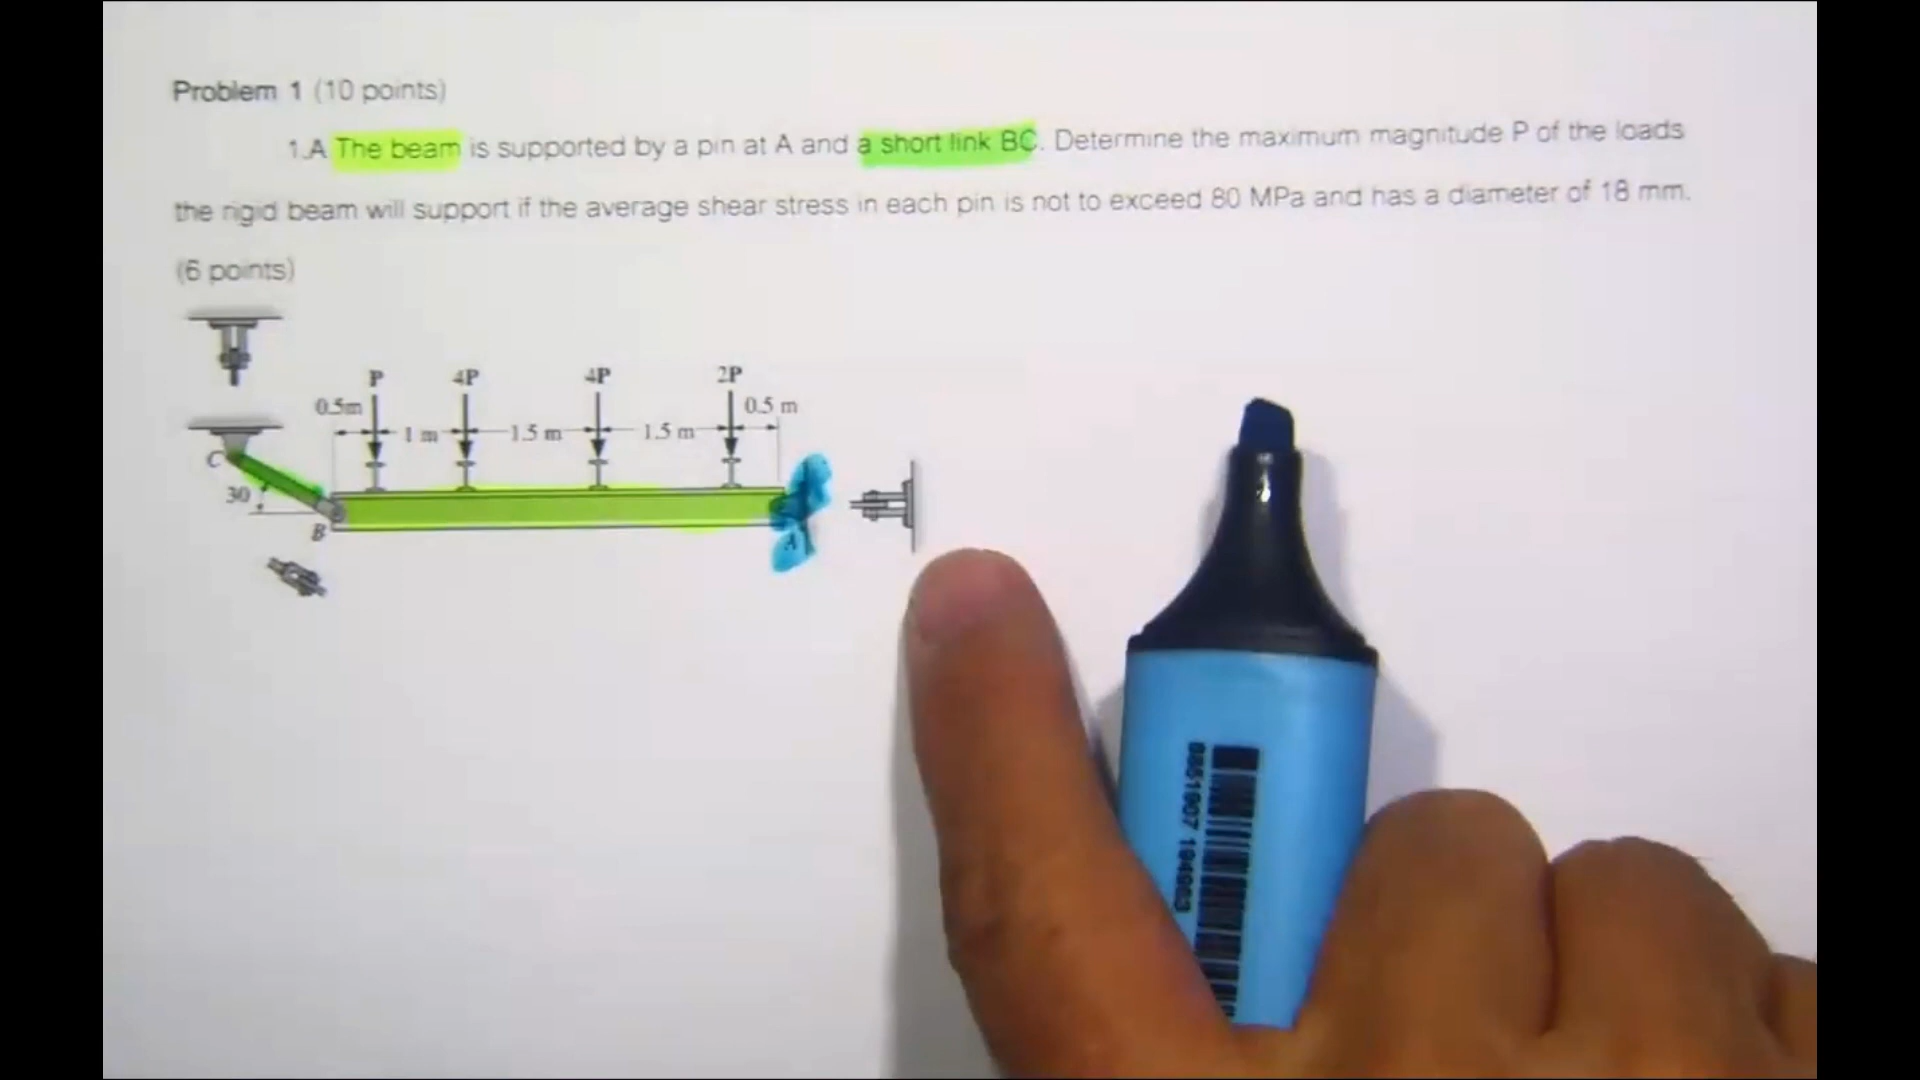 Problem 1 (10 points)
1.A The beam is supported by a pin at A and a short link BC. Determine the maximum magnitude P of the loads
the rigid beam will support if the average shear stress in each pin is not to exceed 80 MPa and has a diameter of 18 mm.
(6 points)
P 4P 4P 2P
0.5m 0.5 m
1 m 1.5 m 1.5 m
C
30
B
A
8851907 194903